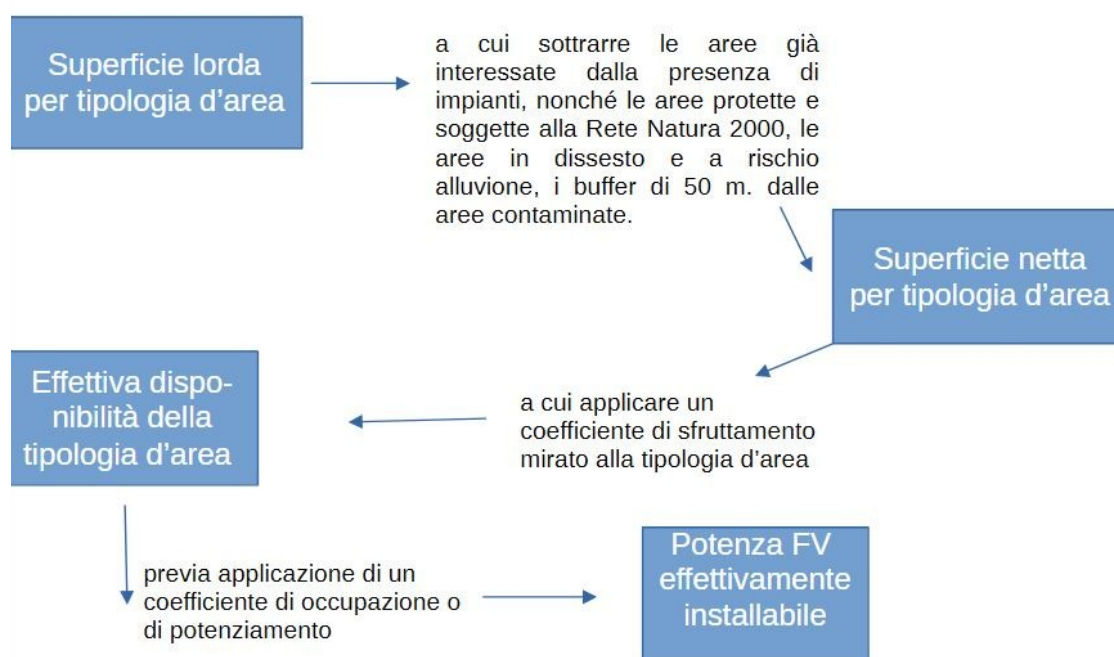 Superficie lorda
per tipologia d'area
a cui sottrarre le aree già
interessate dalla presenza di
impianti, nonché le aree protette e
soggette alla Rete Natura 2000, le
aree in dissesto e a rischio
alluvione, i buffer di 50 m. dalle
aree contaminate.
Superficie netta
per tipologia d'area
a cui applicare un
coefficiente di sfruttamento
mirato alla tipologia d'area
Effettiva dispo-
nibilità della
tipologia d'area
previa applicazione di un
coefficiente di occupazione o
di potenziamento
Potenza FV
effettivamente
installabile